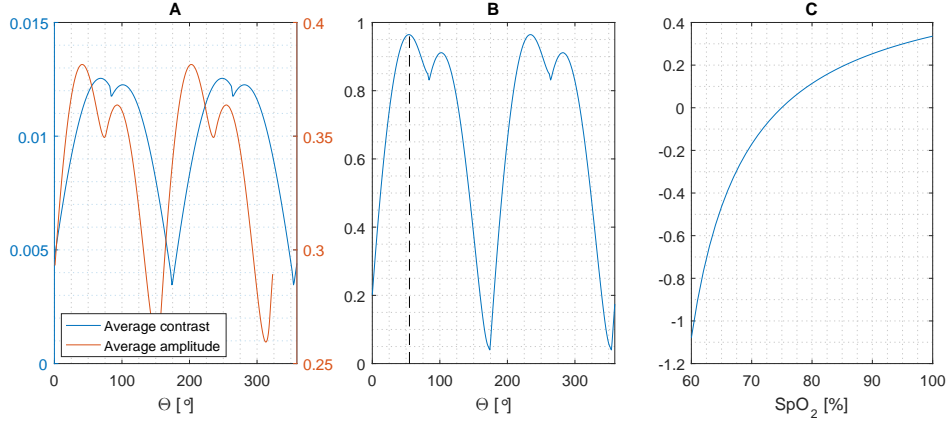 A
B
C
0.015
0.01
0.005
0
0.4
0.35
0.3
0.25
Average contrast
Average amplitude
0 100 200 300
Θ [°]
1
0.8
0.6
0.4
0.2
0
0 100 200 300
Θ [°]
0.4
0.2
0
-0.2
-0.4
-0.6
-0.8
-1
-1.2
60 70 80 90 100
SpO₂ [%]